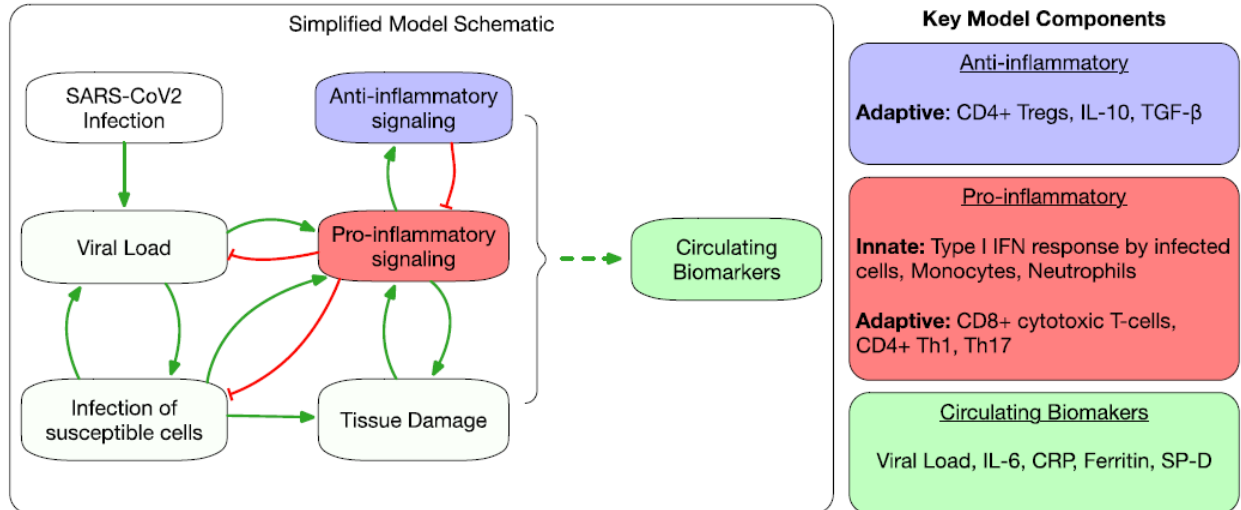 Simplified Model Schematic
SARS-CoV2
Infection
Anti-inflammatory
signaling
Viral Load
Pro-inflammatory
signaling
Circulating
Biomarkers
Infection of
susceptible cells
Tissue Damage
Key Model Components
Anti-inflammatory
Adaptive: CD4+ Tregs, IL-10, TGF-β
Pro-inflammatory
Innate: Type I IFN response by infected
cells, Monocytes, Neutrophils
Adaptive: CD8+ cytotoxic T-cells,
CD4+ Th1, Th17
Circulating Biomakers
Viral Load, IL-6, CRP, Ferritin, SP-D